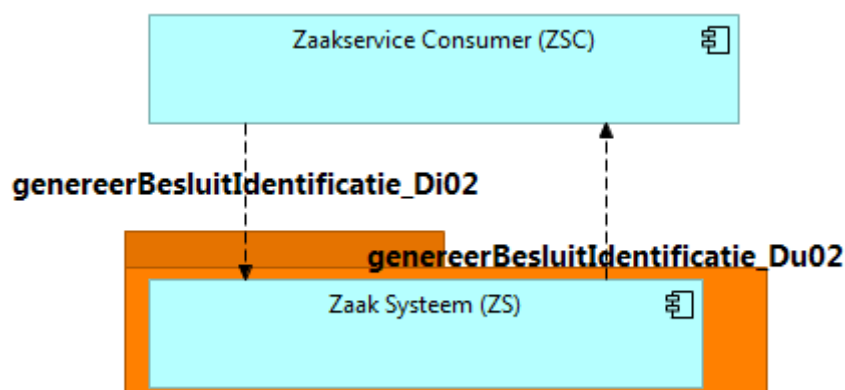 Zaakservice Consumer (ZSC)
genereerBesluitIdentificatie_Di02
genereerBesluitIdentificatie_Du02
Zaak Systeem (ZS)